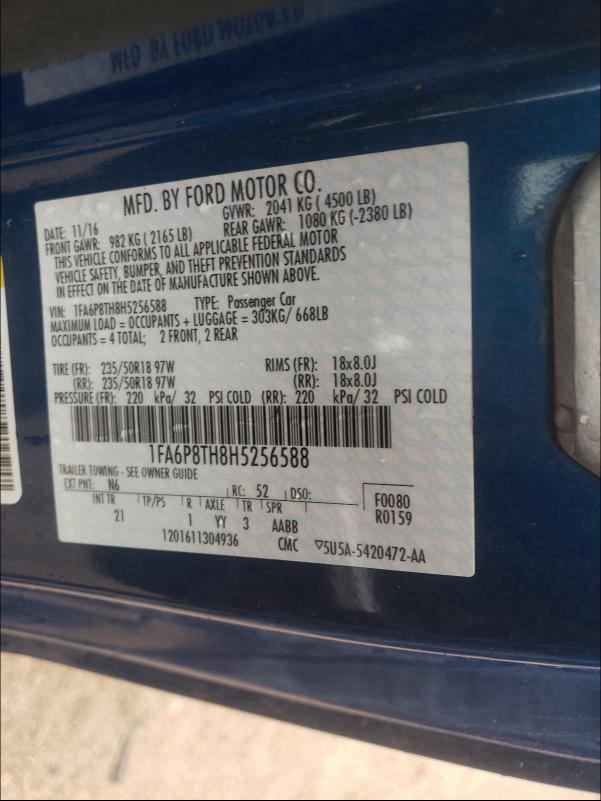 MFD. BY FORD MOTOR CO.
MFD. BY FORD MOTOR CO.
DATE: 11/16 GVWR: 2041 KG ( 4500 LB)
FRONT GAWR: 982 KG ( 2165 LB) REAR GAWR: 1080 KG (-2380 LB)
THIS VEHICLE CONFORMS TO ALL APPLICABLE FEDERAL MOTOR
VEHICLE SAFETY, BUMPER, AND THEFT PREVENTION STANDARDS
IN EFFECT ON THE DATE OF MANUFACTURE SHOWN ABOVE.
VIN: 1FA6P8TH8H5256588 TYPE: Passenger Car
MAXIMUM LOAD = OCCUPANTS + LUGGAGE = 303KG/ 668LB
OCCUPANTS = 4 TOTAL; 2 FRONT, 2 REAR
TIRE (FR): 235/50R18 97W RIMS (FR): 18x8.0J
(RR): 235/50R18 97W (RR): 18x8.0J
PRESSURE (FR): 220 kPa/ 32 PSI COLD (RR): 220 kPa/ 32 PSI COLD
1FA6P8TH8H5256588
TRAILER TOWING - SEE OWNER GUIDE
EXT PNT: N6 RC: 52 DSO: F0080
INT TR TP/PS R AXLE TR SPR R0159
21 1 YY 3 AABB
1201611304936 CMC ▽5U5A-5420472-AA